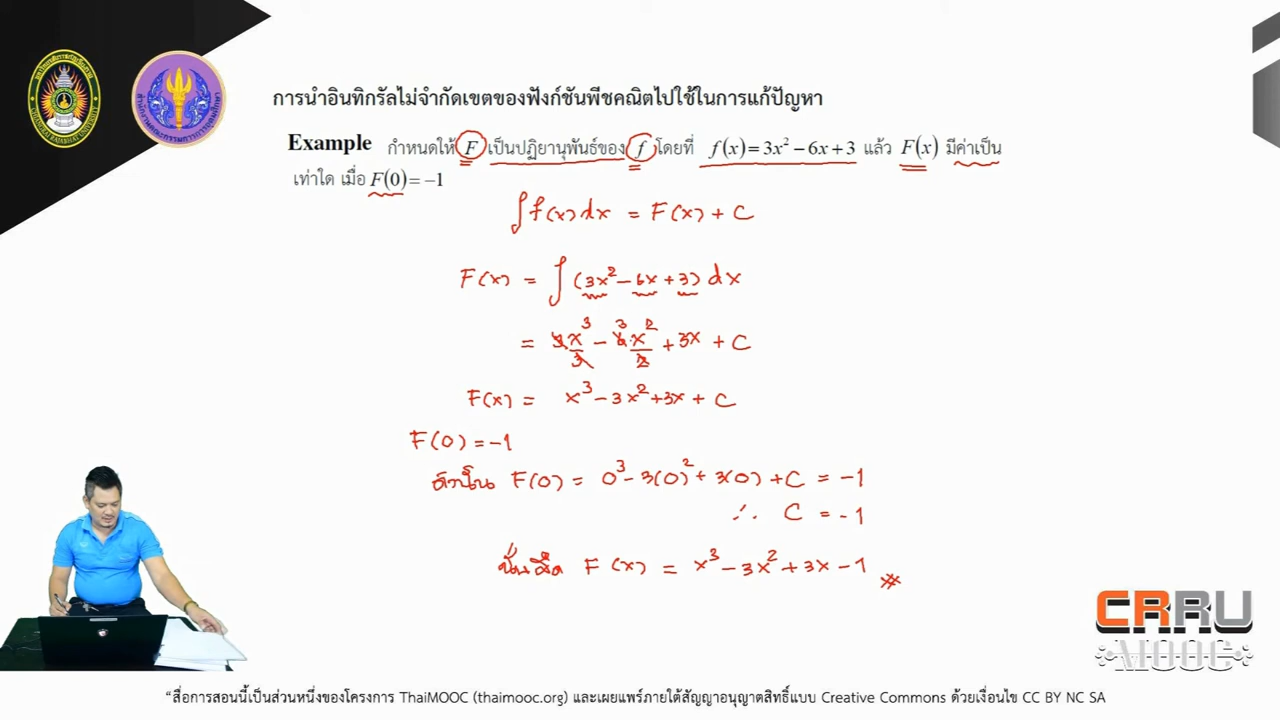 การนำอินทิกรัลไม่จำกัดเขตของฟังก์ชันพีชคณิตไปใช้ในการแก้ปัญหา
Example กำหนดให้ F เป็นปฏิยานุพันธ์ของ f โดยที่ f(x)=3x²−6x+3 แล้ว F(x) มีค่าเป็น
เท่าใด เมื่อ F(0)=−1
∫f(x)dx = F(x) + C
F(x) = ∫(3x²−6x+3)dx
= 3x³/3 − 6x²/2 + 3x + C
F(x) = x³−3x²+3x + C
F(0) = −1
ดังนั้น F(0) = 0³−3(0)²+3(0)+C = −1
∴ C = −1
นั่นคือ F(x) = x³−3x²+3x−1 #
CRRU
MOOC
“สื่อการสอนนี้เป็นส่วนหนึ่งของโครงการ ThaiMOOC (thaimooc.org) และเผยแพร่ภายใต้สัญญาอนุญาตสิทธิ์แบบ Creative Commons ด้วยเงื่อนไข CC BY NC SA